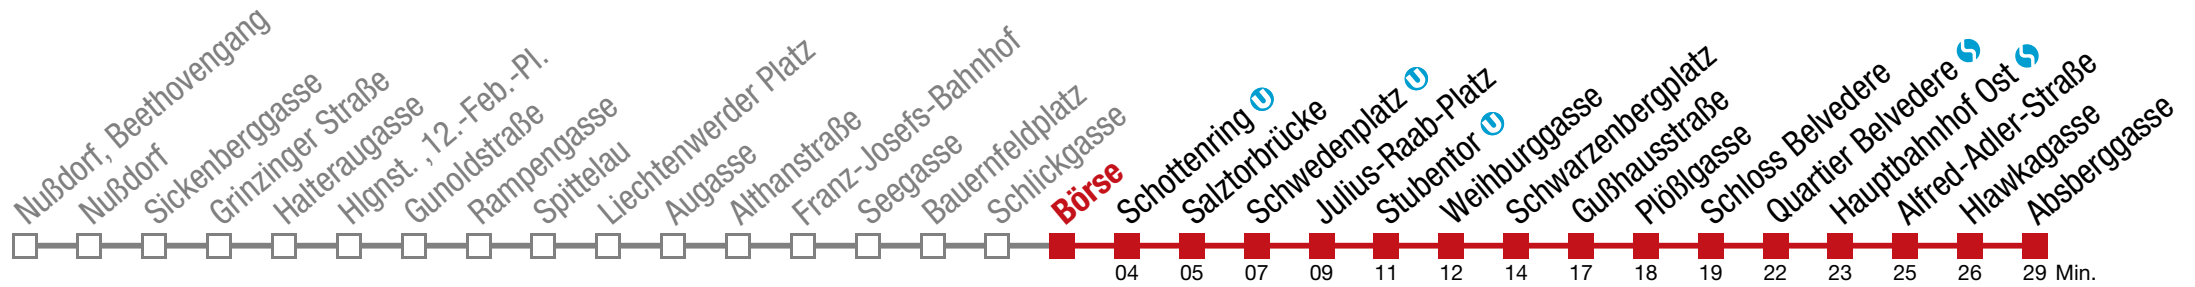 Nußdorf, Beethovengang
Nußdorf
Sickenberggasse
Grinzinger Straße
Halteraugasse
Hlgnst. , 12.-Feb.-Pl.
Gunoldstraße
Rampengasse
Spittelau
Liechtenwerder Platz
Augasse
Althanstraße
Franz-Josefs-Bahnhof
Seegasse
Bauernfeldplatz
Schlickgasse
Börse
Schottenring U
Salztorbrücke
Schwedenplatz U
Julius-Raab-Platz
Stubentor U
Weihburggasse
Schwarzenbergplatz
Gußhausstraße
Plößlgasse
Schloss Belvedere
Quartier Belvedere S
Hauptbahnhof Ost S
Alfred-Adler-Straße
Hlawkagasse
Absberggasse
04 05 07 09 11 12 14 17 18 19 22 23 25 26 29 Min.